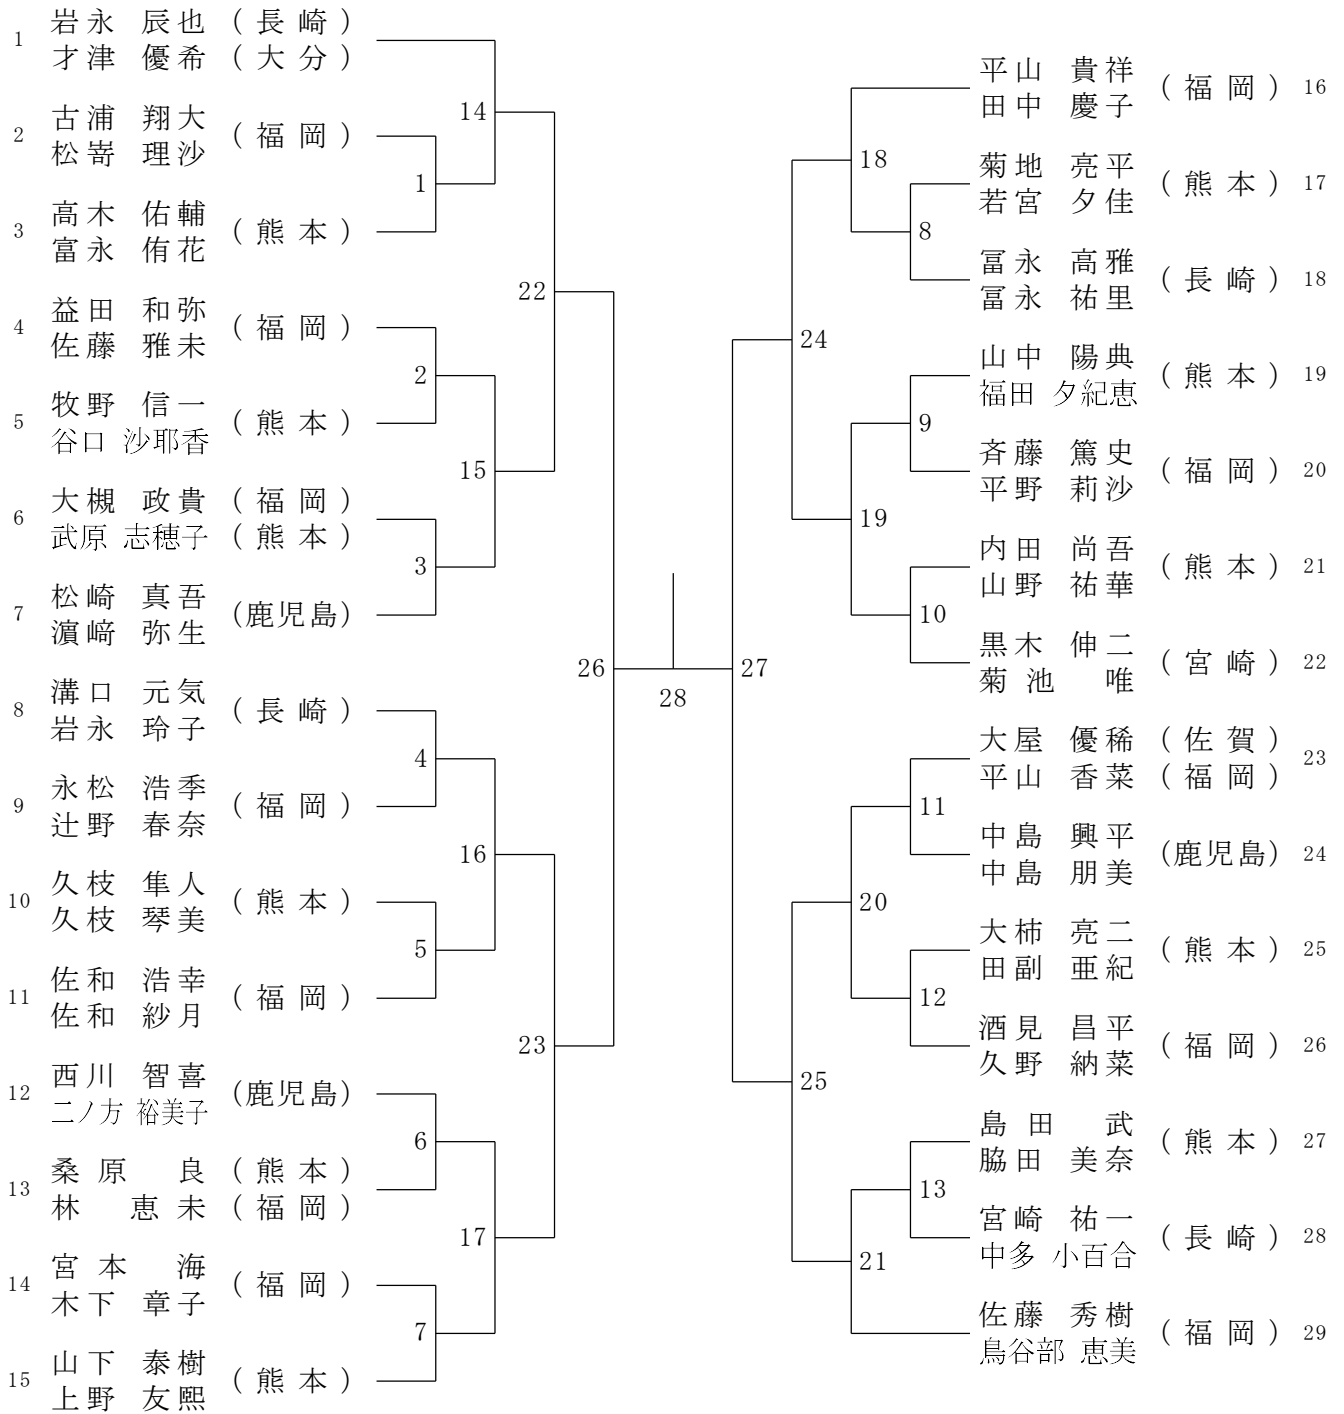 1 岩永 辰也 (長崎)
才津 優希 (大分)
2 古浦 翔大 (福岡)
松嵜 理沙
3 高木 佑輔 (熊本)
富永 侑花
4 益田 和弥 (福岡)
佐藤 雅未
5 牧野 信一 (熊本)
谷口 沙耶香
6 大槻 政貴 (福岡)
武原 志穂子 (熊本)
7 松崎 真吾 (鹿児島)
濵﨑 弥生
8 溝口 元気 (長崎)
岩永 玲子
9 永松 浩季 (福岡)
辻野 春奈
10 久枝 隼人 (熊本)
久枝 琴美
11 佐和 浩幸 (福岡)
佐和 紗月
12 西川 智喜 (鹿児島)
二ノ方 裕美子
13 桑原 良 (熊本)
林 恵未 (福岡)
14 宮本 海 (福岡)
木下 章子
15 山下 泰樹 (熊本)
上野 友熙
14
1
22
2
15
3
26
4
16
5
23
6
17
7
28
18
8
24
9
19
10
27
11
20
12
25
13
21
平山 貴祥 (福岡) 16
田中 慶子
菊地 亮平 (熊本) 17
若宮 夕佳
冨永 高雅 (長崎) 18
冨永 祐里
山中 陽典 (熊本) 19
福田 夕紀恵
斉藤 篤史 (福岡) 20
平野 莉沙
内田 尚吾 (熊本) 21
山野 祐華
黒木 伸二 (宮崎) 22
菊池 唯
大屋 優稀 (佐賀) 23
平山 香菜 (福岡)
中島 興平 (鹿児島) 24
中島 朋美
大柿 亮二 (熊本) 25
田副 亜紀
酒見 昌平 (福岡) 26
久野 納菜
島田 武 (熊本) 27
脇田 美奈
宮崎 祐一 (長崎) 28
中多 小百合
佐藤 秀樹 (福岡) 29
鳥谷部 恵美